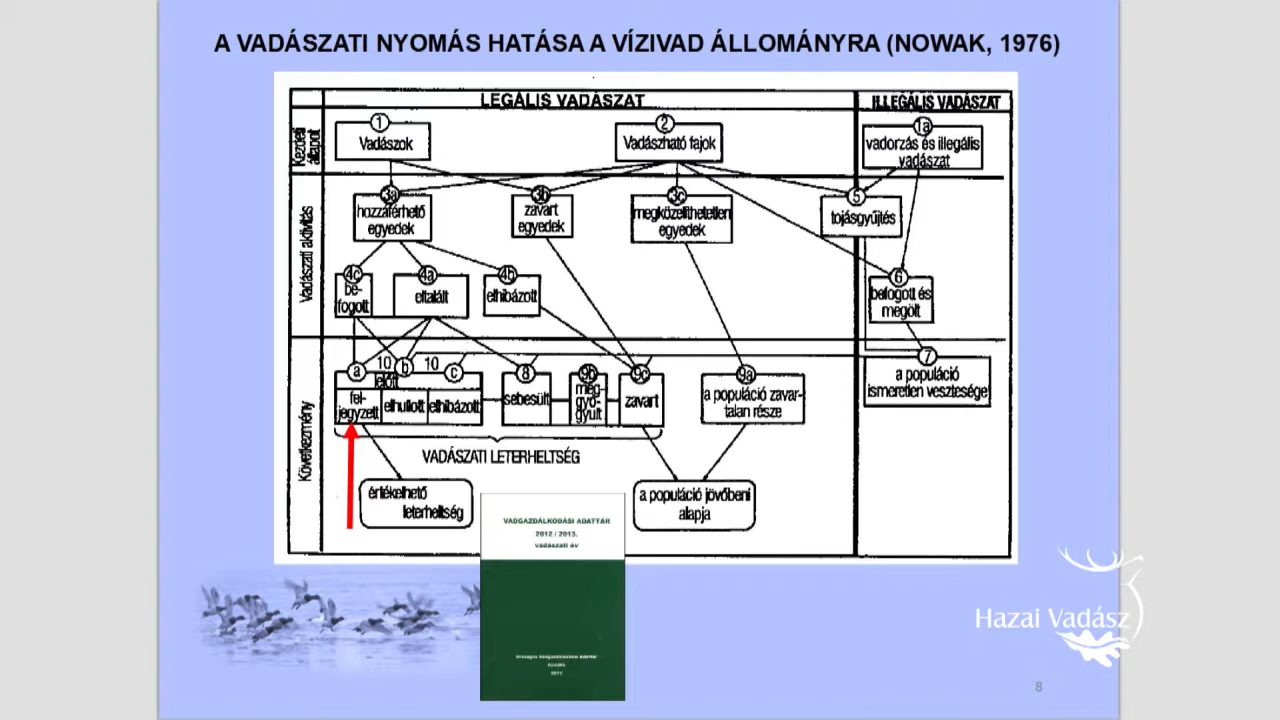 A VADÁSZATI NYOMÁS HATÁSA A VÍZIVAD ÁLLOMÁNYRA (NOWAK, 1976)
LEGÁLIS VADÁSZAT
ILLEGÁLIS VADÁSZAT
Kezdeti
állapot
1
Vadászok
2
Vadászható fajok
1a
vadorzás és illegális
vadászat
Vadászati aktivitás
3a
hozzáférhető
egyedek
3b
zavart
egyedek
3c
megközelíthetetlen
egyedek
5
tojásgyűjtés
4c
be-
fogott
4a
eltalált
4b
elhibázott
6
befogott és
megölt
Következmény
a
10
b
10
c
lelőtt
fel-
jegyzett
elhullott
elhibázott
8
sebesült
9b
meg-
gyó-
gyult
9c
zavart
9a
a populáció zavar-
talan része
7
a populáció
ismeretlen vesztesége
VADÁSZATI LETERHELTSÉG
értékelhető
leterheltség
a populáció jövőbeni
alapja
VADGAZDÁLKODÁSI ADATTÁR
2012 / 2013.
vadászati év
Országos Vadgazdálkodási Adattár
Hazai Vadász
8